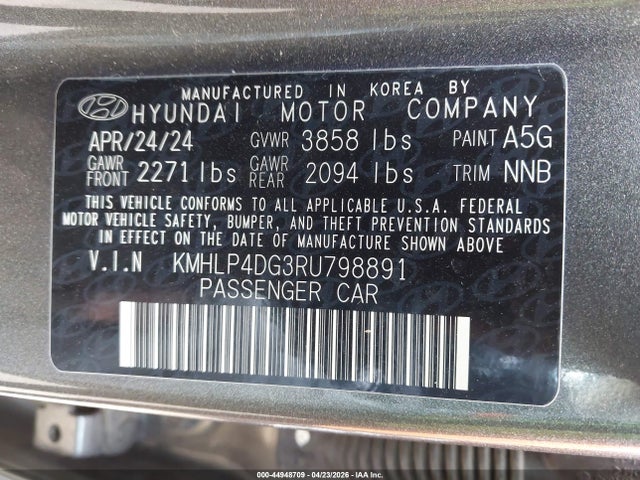 MANUFACTURED IN KOREA BY
HYUNDAI MOTOR COMPANY
APR/24/24 GVWR 3858 lbs PAINT A5G
GAWR FRONT 2271 lbs GAWR REAR 2094 lbs TRIM NNB
THIS VEHICLE CONFORMS TO ALL APPLICABLE U.S.A. FEDERAL
MOTOR VEHICLE SAFETY, BUMPER, AND THEFT PREVENTION STANDARDS
IN EFFECT ON THE DATE OF MANUFACTURE SHOWN ABOVE
V.I.N KMHLP4DG3RU798891
PASSENGER CAR
000-44948709 - 04/23/2026 - IAA Inc.